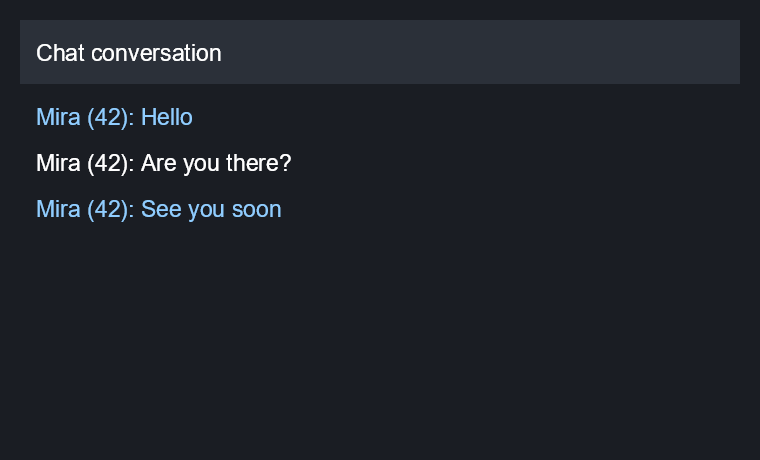 Chat conversation
Mira (42): Hello
Mira (42): Are you there?
Mira (42): See you soon